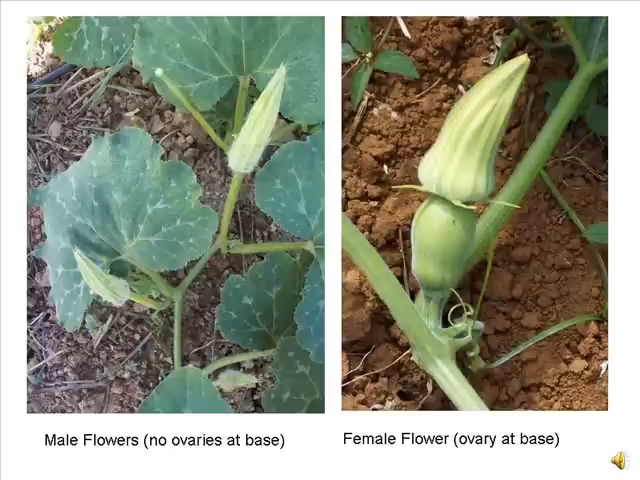 Male Flowers (no ovaries at base)
Female Flower (ovary at base)